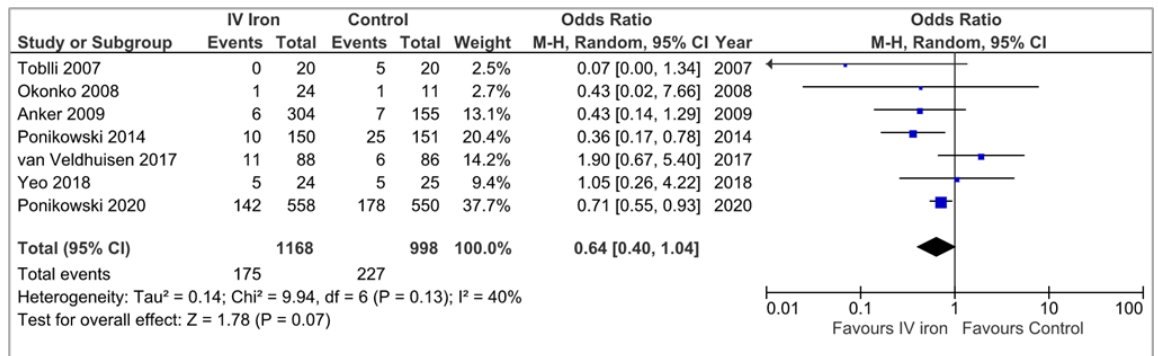 IV Iron Control Odds Ratio Odds Ratio
Study or Subgroup Events Total Events Total Weight M-H, Random, 95% CI Year M-H, Random, 95% CI
Toblli 2007 0 20 5 20 2.5% 0.07 [0.00, 1.34] 2007
Okonko 2008 1 24 1 11 2.7% 0.43 [0.02, 7.66] 2008
Anker 2009 6 304 7 155 13.1% 0.43 [0.14, 1.29] 2009
Ponikowski 2014 10 150 25 151 20.4% 0.36 [0.17, 0.78] 2014
van Veldhuisen 2017 11 88 6 86 14.2% 1.90 [0.67, 5.40] 2017
Yeo 2018 5 24 5 25 9.4% 1.05 [0.26, 4.22] 2018
Ponikowski 2020 142 558 178 550 37.7% 0.71 [0.55, 0.93] 2020
Total (95% CI) 1168 998 100.0% 0.64 [0.40, 1.04]
Total events 175 227
Heterogeneity: Tau² = 0.14; Chi² = 9.94, df = 6 (P = 0.13); I² = 40%
Test for overall effect: Z = 1.78 (P = 0.07)
0.01 0.1 1 10 100
Favours IV iron Favours Control